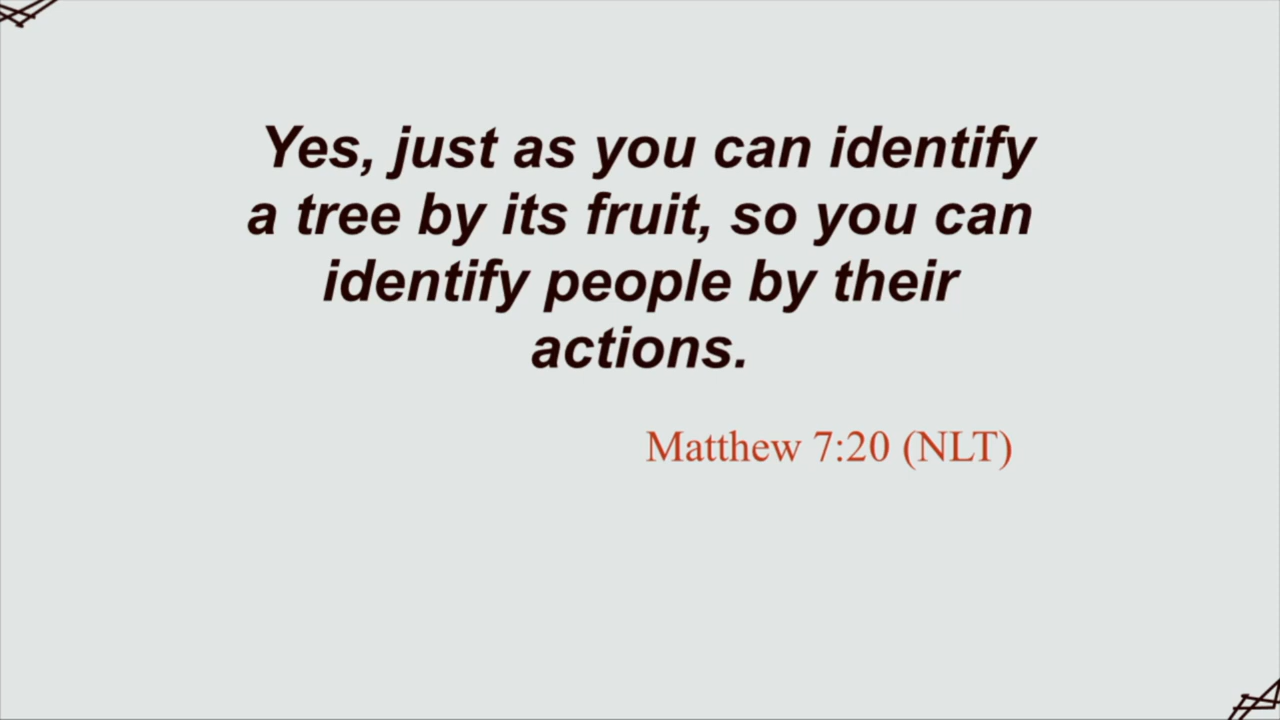 Yes, just as you can identify
a tree by its fruit, so you can
identify people by their
actions.
Matthew 7:20 (NLT)